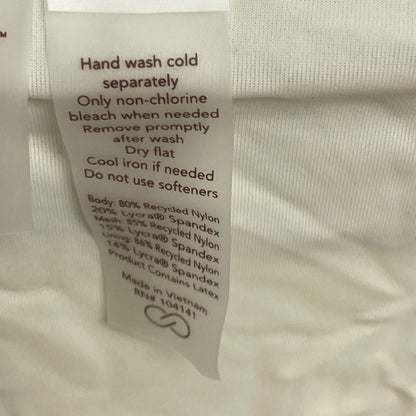 ™
Hand wash cold
separately
Only non-chlorine
bleach when needed
Remove promptly
after wash
Dry flat
Cool iron if needed
Do not use softeners
Body: 80% Recycled Nylon
20% Lycra® Spandex
Mesh: 85% Recycled Nylon
15% Lycra® Spandex
Lining: 86% Recycled Nylon
14% Lycra® Spandex
Product Contains Latex
Made in Vietnam
RN# 104141